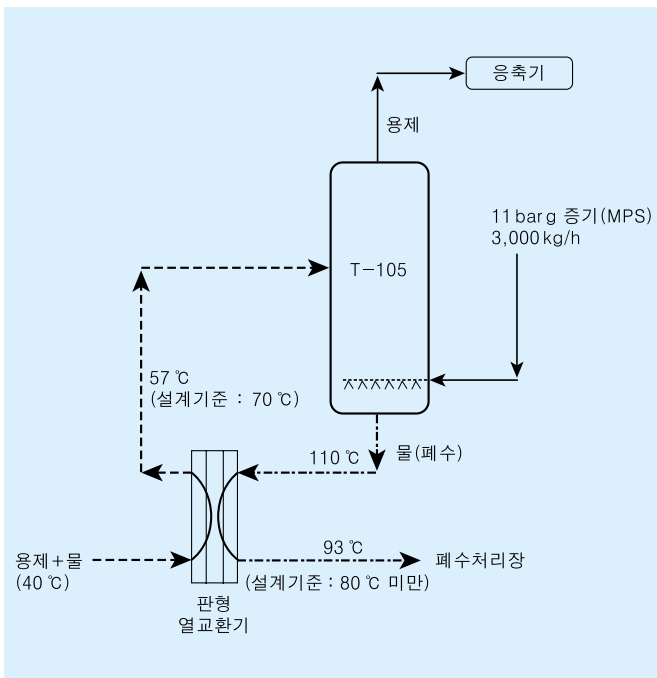 응축기
용제
11 bar g 증기(MPS)
3,000 kg/h
T-105
57 ℃
(설계기준 : 70 ℃)
110 ℃
물(폐수)
93 ℃
용제+물
(40 ℃)
폐수처리장
(설계기준 : 80 ℃ 미만)
판형
열교환기